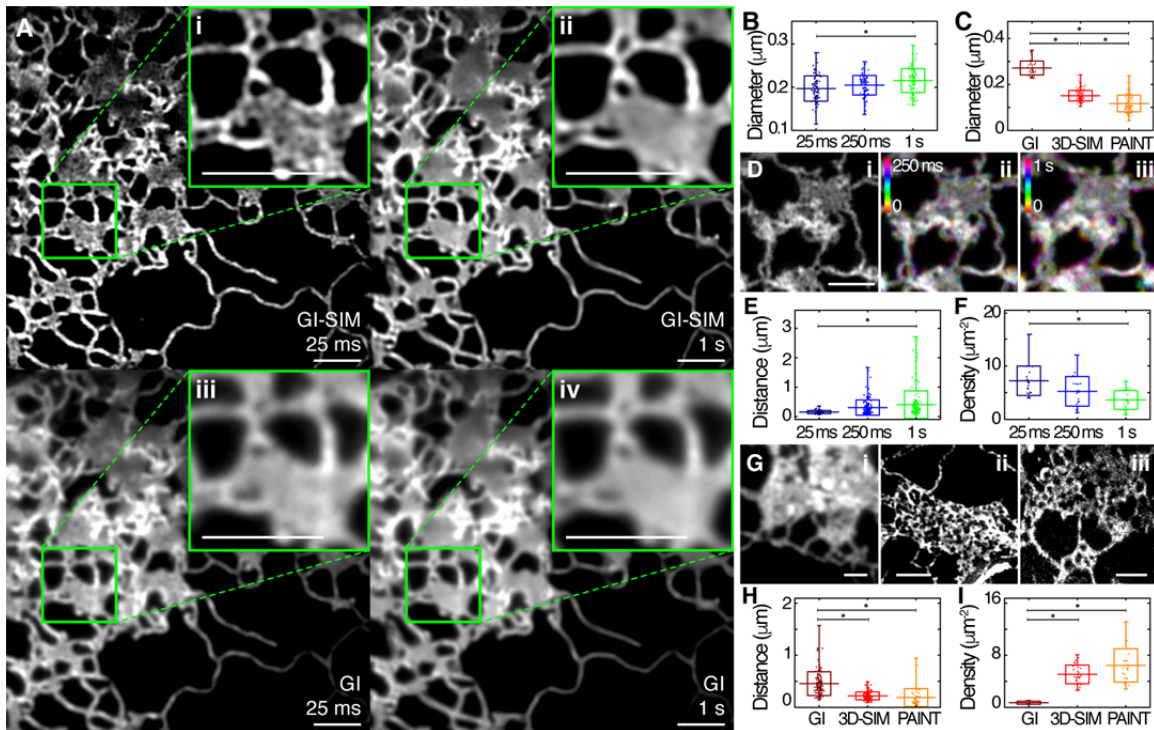 A
i
ii
GI-SIM
25 ms
GI-SIM
1 s
iii
iv
GI
25 ms
GI
1 s
B
Diameter (μm)
0.3
0.2
0.1
*
25 ms 250 ms 1 s
C
Diameter (μm)
0.4
0.2
0
*
* *
GI 3D-SIM PAINT
D
i
250 ms
0
ii
1 s
0
iii
E
Distance (μm)
3
2
1
0
*
25 ms 250 ms 1 s
F
Density (μm-2)
20
10
0
*
25 ms 250 ms 1 s
G
i
ii
iii
H
Distance (μm)
2
1
0
*
*
GI 3D-SIM PAINT
I
Density (μm-2)
16
8
0
*
*
GI 3D-SIM PAINT